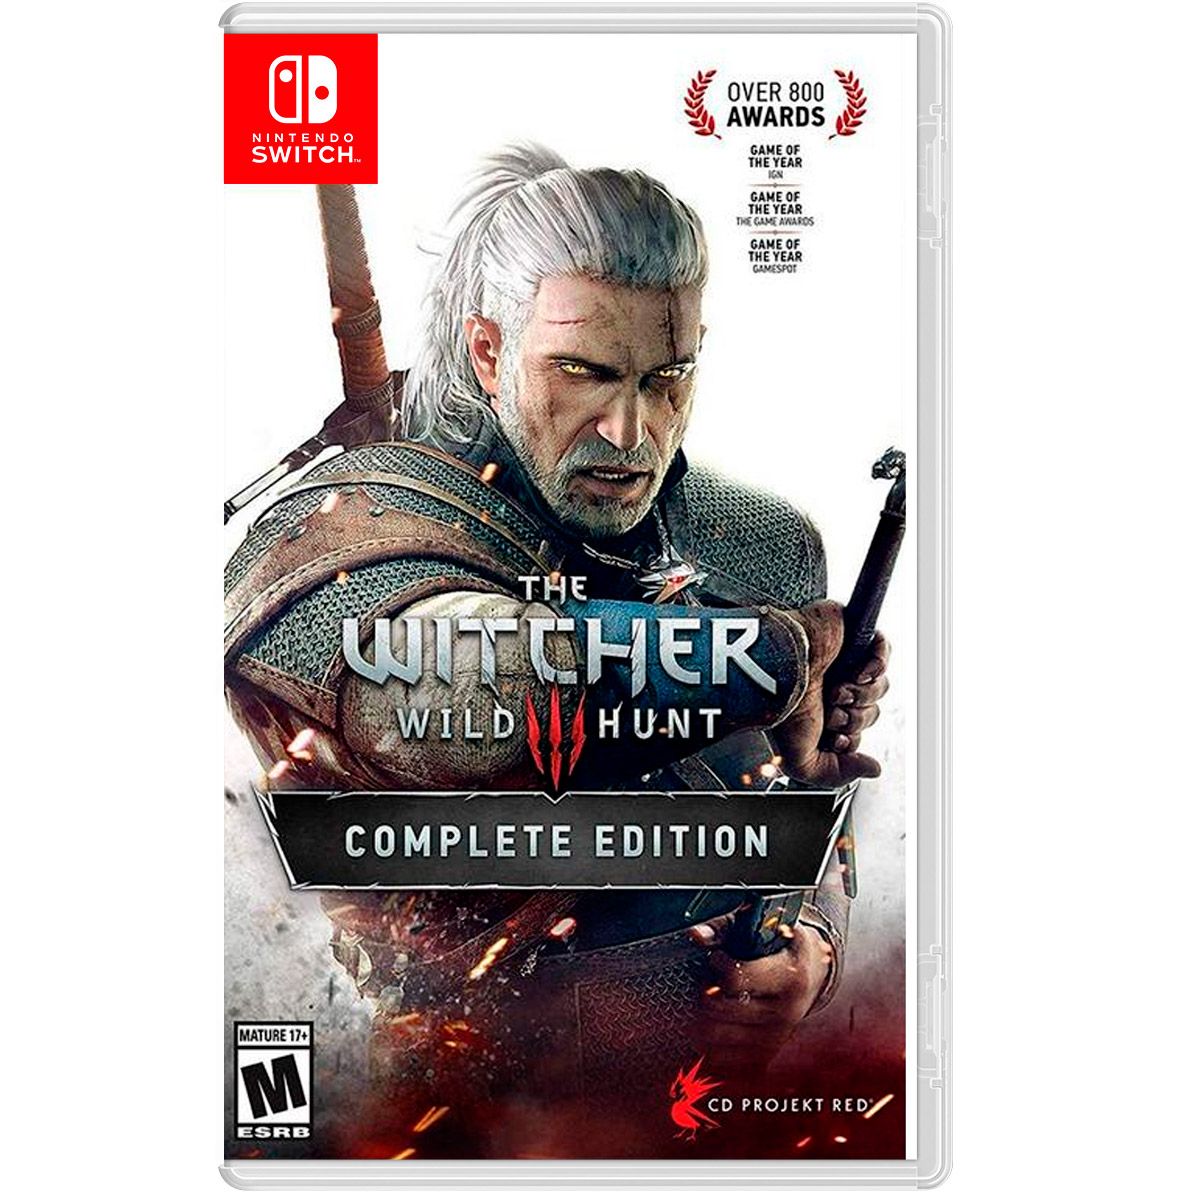 NINTENDO
SWITCH™
OVER 800
AWARDS
GAME OF
THE YEAR
IGN
GAME OF
THE YEAR
THE GAME AWARDS
GAME OF
THE YEAR
GAMESPOT
THE
WITCHER®
WILD III HUNT
COMPLETE EDITION
MATURE 17+
M
ESRB
CD PROJEKT RED®